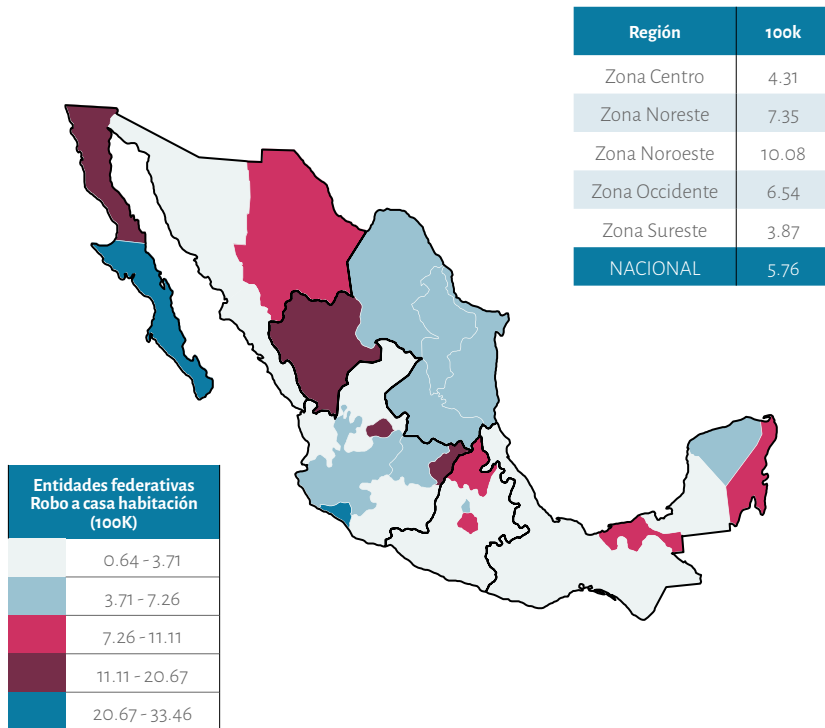 Región 100k
Zona Centro 4.31
Zona Noreste 7.35
Zona Noroeste 10.08
Zona Occidente 6.54
Zona Sureste 3.87
NACIONAL 5.76
Entidades federativas
Robo a casa habitación
(100K)
0.64 - 3.71
3.71 - 7.26
7.26 - 11.11
11.11 - 20.67
20.67 - 33.46